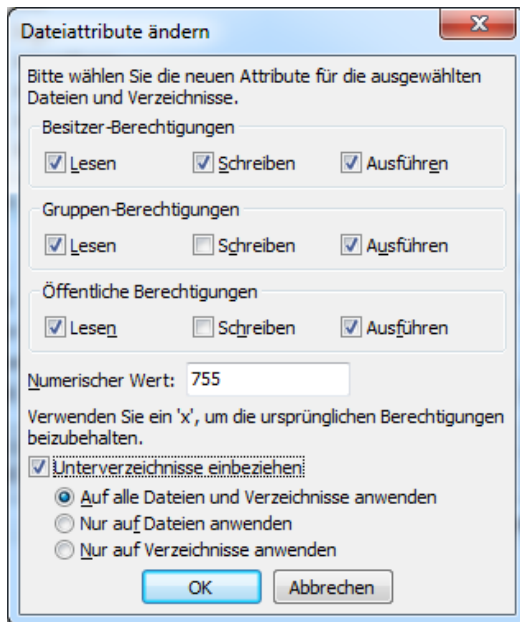 Dateiattribute ändern
Bitte wählen Sie die neuen Attribute für die ausgewählten
Dateien und Verzeichnisse.
Besitzer-Berechtigungen
Lesen Schreiben Ausführen
Gruppen-Berechtigungen
Lesen Schreiben Ausführen
Öffentliche Berechtigungen
Lesen Schreiben Ausführen
Numerischer Wert: 755
Verwenden Sie ein 'x', um die ursprünglichen Berechtigungen
beizubehalten.
Unterverzeichnisse einbeziehen
Auf alle Dateien und Verzeichnisse anwenden
Nur auf Dateien anwenden
Nur auf Verzeichnisse anwenden
OK Abbrechen